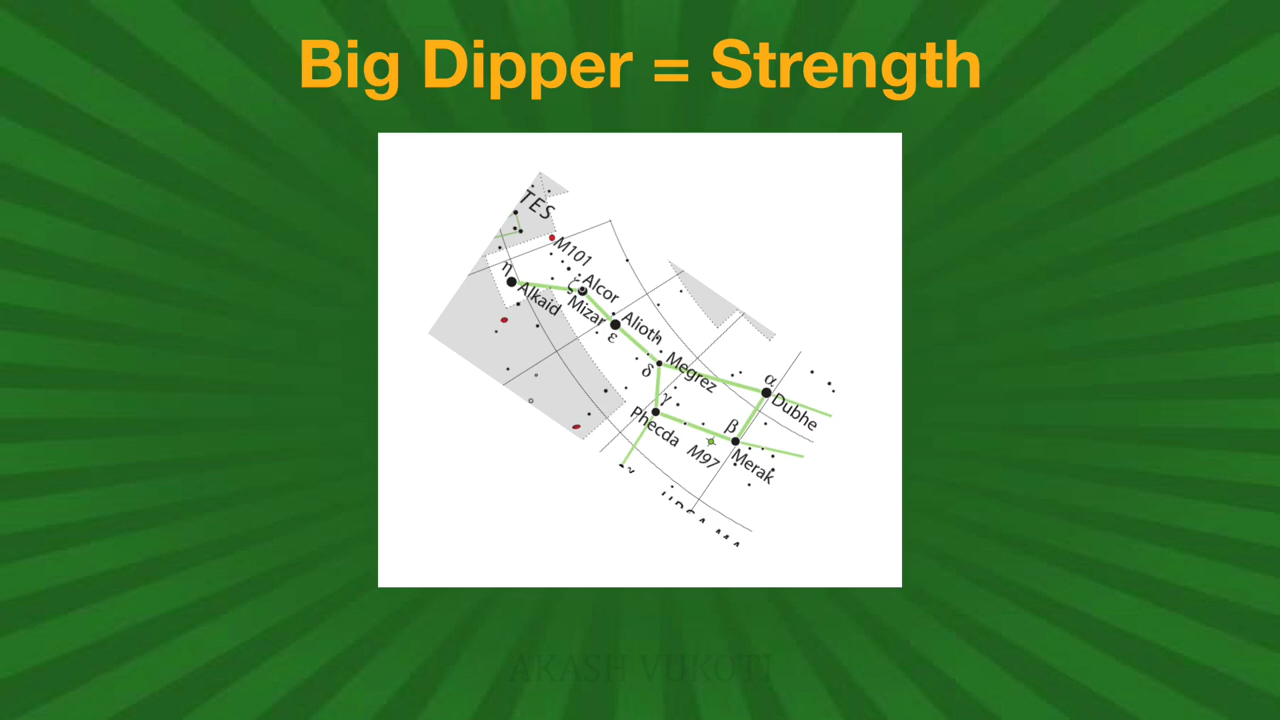 Big Dipper = Strength
TES
M101
η
Alkaid
ζ
Alcor
Mizar
Alioth
ε
Megrez
δ
α
Dubhe
γ
Phecda
β
M97
Merak
AKASH VUKOTI